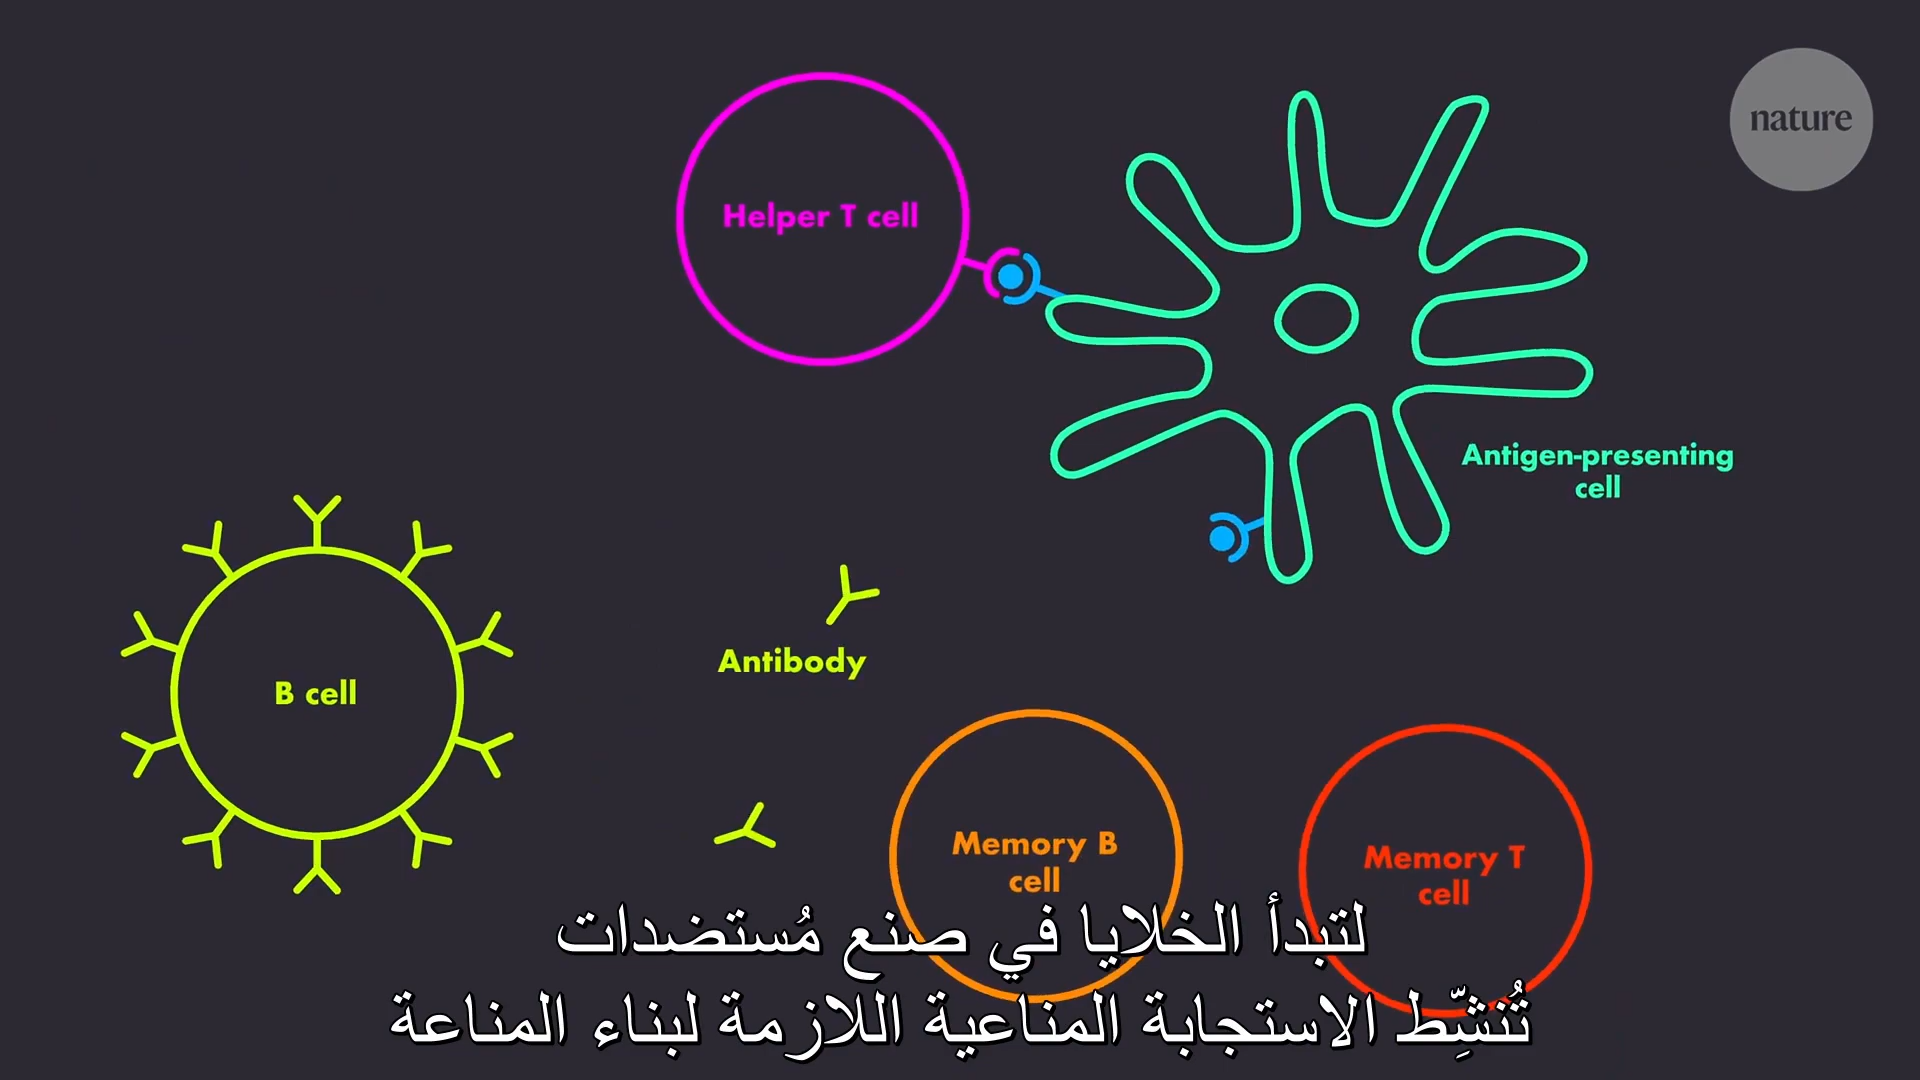 nature
Helper T cell
Antigen-presenting
cell
Antibody
B cell
Memory B
cell
Memory T
cell
لتبدأ الخلايا في صنع مُستضدات
تُنشِّط الاستجابة المناعية اللازمة لبناء المناعة